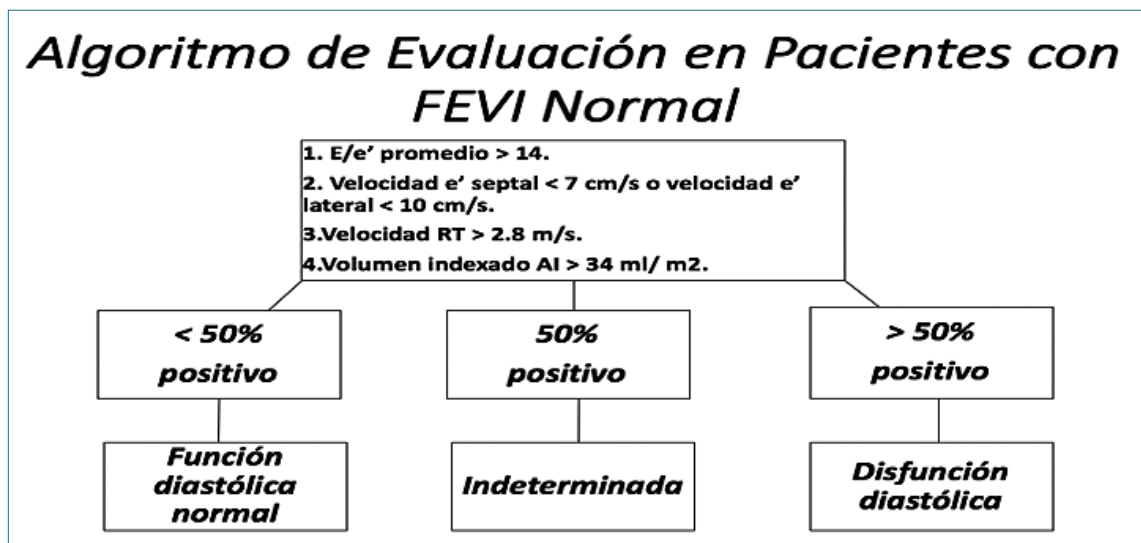 Algoritmo de Evaluación en Pacientes con
FEVI Normal
1. E/e’ promedio > 14.
2. Velocidad e’ septal < 7 cm/s o velocidad e’
lateral < 10 cm/s.
3.Velocidad RT > 2.8 m/s.
4.Volumen indexado AI > 34 ml/ m2.
< 50%
positivo
50%
positivo
> 50%
positivo
Función
diastólica
normal
Indeterminada
Disfunción
diastólica